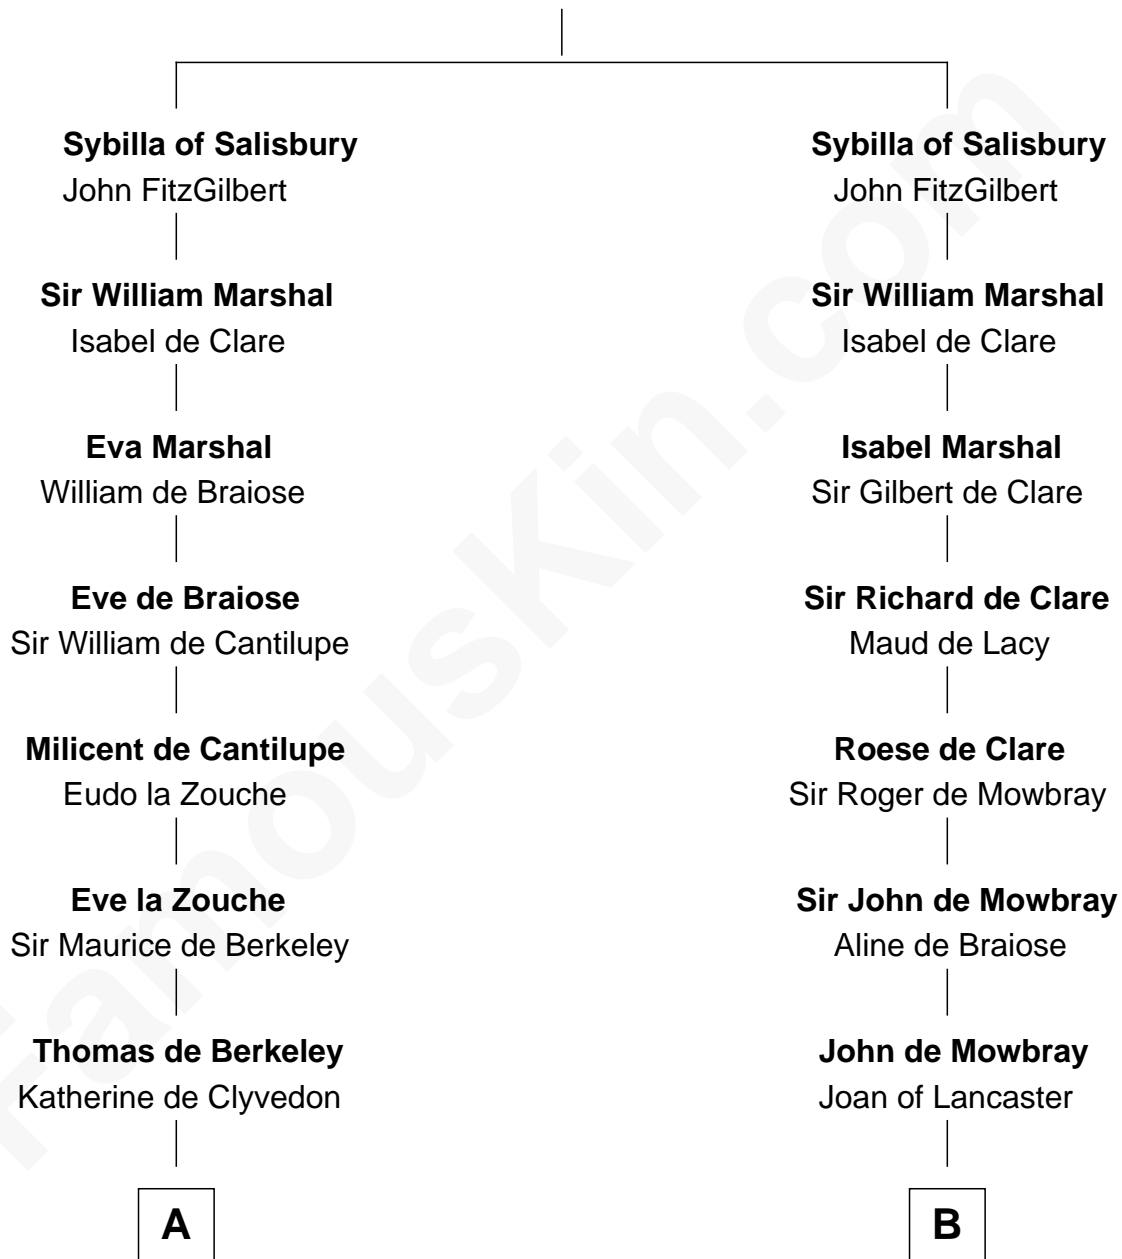 Sybilla of Salisbury
John FitzGilbert
Sir William Marshal
Isabel de Clare
Eva Marshal
William de Braiose
Eve de Braiose
Sir William de Cantilupe
Milicent de Cantilupe
Eudo la Zouche
Eve la Zouche
Sir Maurice de Berkeley
Thomas de Berkeley
Katherine de Clyvedon
A
Sybilla of Salisbury
John FitzGilbert
Sir William Marshal
Isabel de Clare
Isabel Marshal
Sir Gilbert de Clare
Sir Richard de Clare
Maud de Lacy
Roese de Clare
Sir Roger de Mowbray
Sir John de Mowbray
Aline de Braiose
John de Mowbray
Joan of Lancaster
B
FamousKin.com